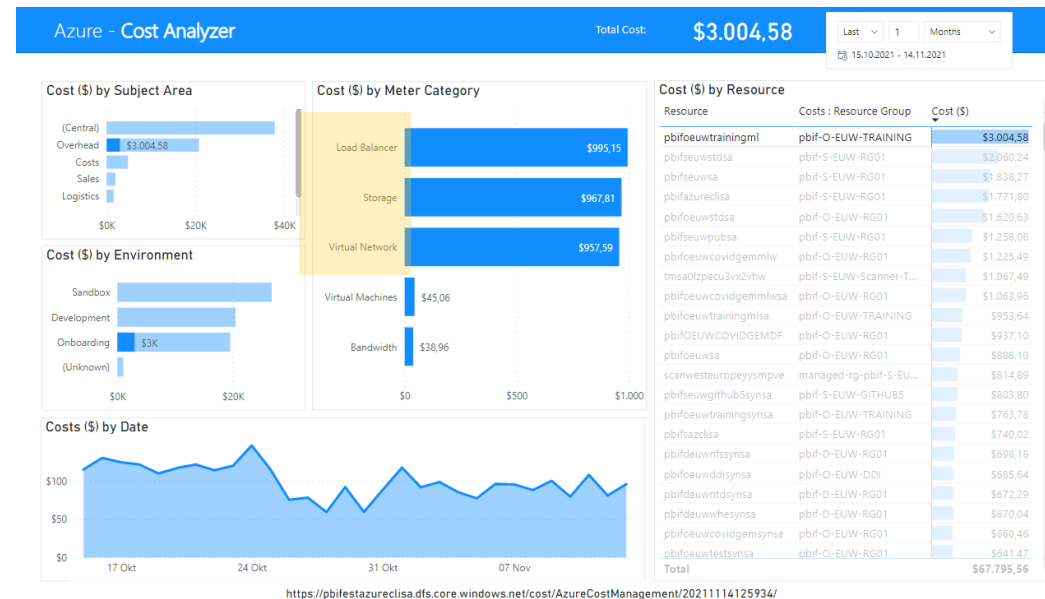 Azure - Cost Analyzer
Total Cost:
$3.004,58
Last
1
Months
15.10.2021 - 14.11.2021
Cost ($) by Subject Area
(Central)
Overhead $3.004,58
Costs
Sales
Logistics
$0K $20K $40K
Cost ($) by Environment
Sandbox
Development
Onboarding $3K
(Unknown)
$0K $20K
Cost ($) by Meter Category
Load Balancer $995,15
Storage $967,81
Virtual Network $957,59
Virtual Machines $45,06
Bandwidth $38,96
$0 $500 $1.000
Cost ($) by Resource
Resource Costs : Resource Group Cost ($)
pbifoeuwtrainingml pbif-O-EUW-TRAINING $3.004,58
pbifseuwstdsa pbif-S-EUW-RG01 $2.060,24
pbifseuwsa pbif-S-EUW-RG01 $1.838,27
pbifazureclisa pbif-S-EUW-RG01 $1.771,80
pbifoeuwstdsa pbif-O-EUW-RG01 $1.620,63
pbifseuwpubsa pbif-S-EUW-RG01 $1.258,06
pbifoeuwcovidgemmlw pbif-O-EUW-RG01 $1.225,49
tmsa0lzpecu3vx2vhw pbif-S-EUW-Scanner-T... $1.067,49
pbifoeuwcovidgemmlwsa pbif-O-EUW-RG01 $1.063,96
pbifoeuwtrainingmlsa pbif-O-EUW-TRAINING $953,64
pbifOEUWCOVIDGEMDF pbif-O-EUW-RG01 $937,10
pbifoeuwsa pbif-O-EUW-RG01 $888,10
scanwesteuropeyysmpve managed-rg-pbif-S-EU... $814,89
pbifseuwgithub5synsa pbif-S-EUW-GITHUB5 $803,80
pbifoeuwtrainingsynsa pbif-O-EUW-TRAINING $763,78
pbifsazclisa pbif-S-EUW-RG01 $740,02
pbifdeuwnfssynsa pbif-D-EUW-RG01 $698,18
pbifoeuwddisynsa pbif-O-EUW-DDI $685,64
pbifdeuwntdsynsa pbif-D-EUW-RG01 $672,29
pbifdeuwwhesynsa pbif-D-EUW-RG01 $670,04
pbifoeuwcovidgemsynsa pbif-O-EUW-RG01 $660,46
pbifoeuwtestsynsa pbif-O-EUW-RG01 $641,47
Total $67.795,56
Costs ($) by Date
$100
$50
$0
17 Okt 24 Okt 31 Okt 07 Nov
https://pbifestazureclisa.dfs.core.windows.net/cost/AzureCostManagement/20211114125934/